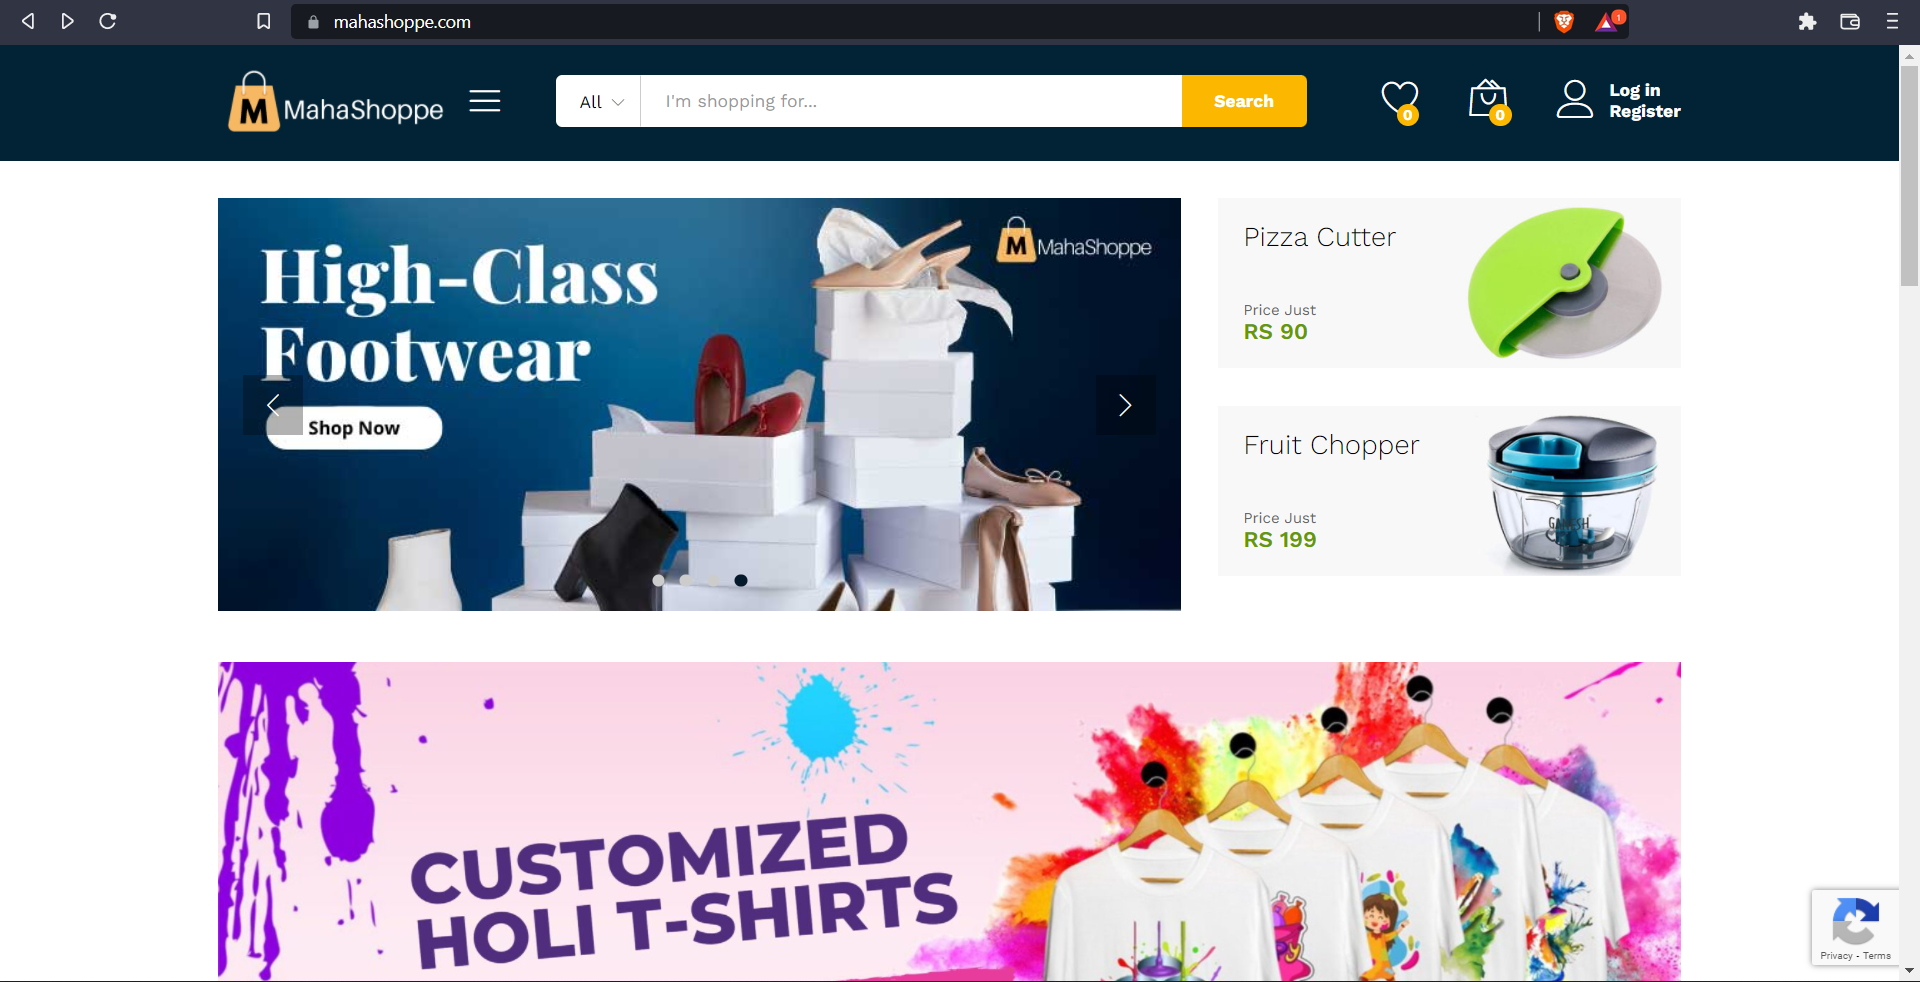 mahashoppe.com
1
M MahaShoppe
All
I'm shopping for...
Search
0
0
Log in
Register
High-Class
Footwear
Shop Now
M MahaShoppe
Pizza Cutter
Price Just
RS 90
Fruit Chopper
Price Just
RS 199
CUSTOMIZED
HOLI T-SHIRTS
Privacy - Terms